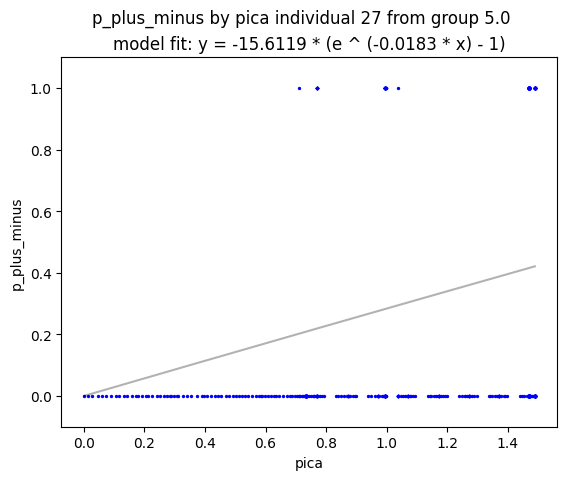 p_plus_minus by pica individual 27 from group 5.0
model fit: y = -15.6119 * (e ^ (-0.0183 * x) - 1)
1.0
0.8
0.6
0.4
0.2
0.0
p_plus_minus
0.0 0.2 0.4 0.6 0.8 1.0 1.2 1.4
pica